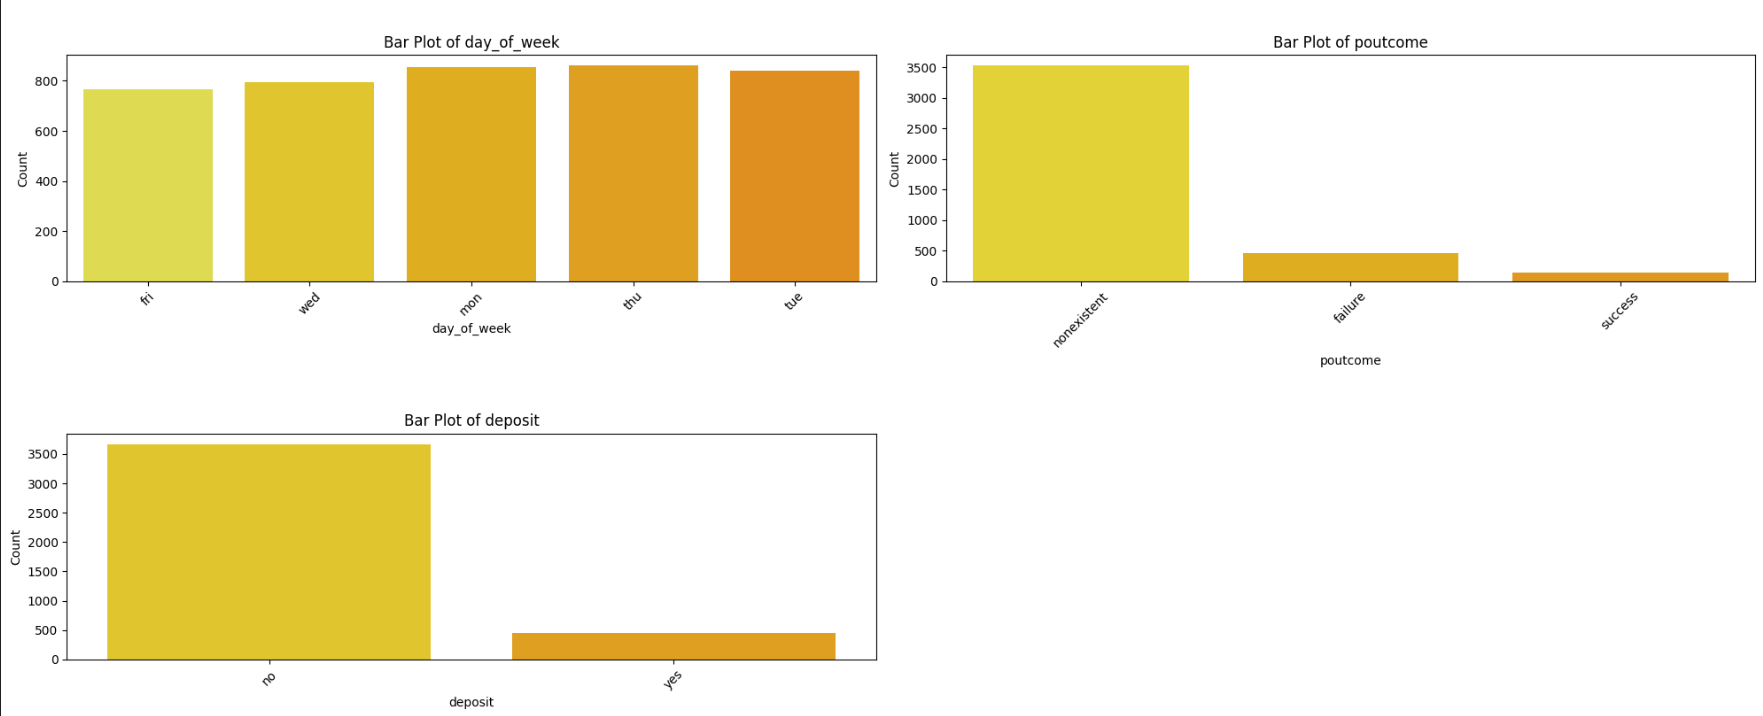 Bar Plot of day_of_week
800
600
400
200
0
Count
fri
wed
mon
thu
tue
day_of_week
Bar Plot of poutcome
3500
3000
2500
2000
1500
1000
500
0
Count
nonexistent
failure
success
poutcome
Bar Plot of deposit
3500
3000
2500
2000
1500
1000
500
0
Count
no
yes
deposit